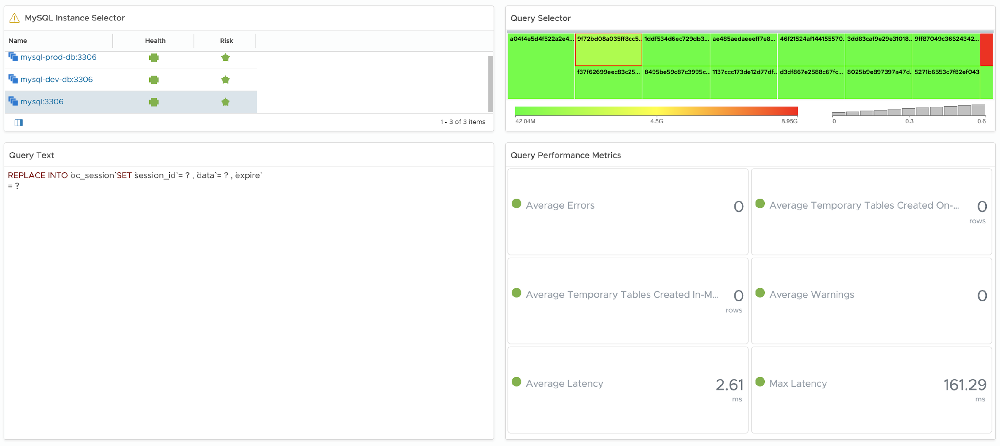 MySQL Instance Selector
Name Health Risk
mysql-prod-db:3306
mysql-dev-db:3306
mysql:3306
1 - 3 of 3 items
Query Selector
a04f4e5d4f522a2e4... 9f72bd08a035ff8cc5.. 1ddf534d6ec729db3... ae485aedaeeeff7e8... 46f21524af144155570. 3dd83caf9e29e31018.. 9ff87049c36624342...
f37f62699eec83c25... 8495be59c87c3995c.. 1137ccc173de12d77df.. d3df867e2588c67fc... 8025b9e897397a47d. 5271b6553c7f82ef043
42.04M 4.5G 8.95G 0 0.3 0.6
Query Text
REPLACE INTO `oc_session` SET `session_id` = ? , `data` = ? , `expire`
= ?
Query Performance Metrics
Average Errors 0
Average Temporary Tables Created On-... 0
rows
Average Temporary Tables Created In-M... 0
rows
Average Warnings 0
Average Latency 2.61
ms
Max Latency 161.29
ms